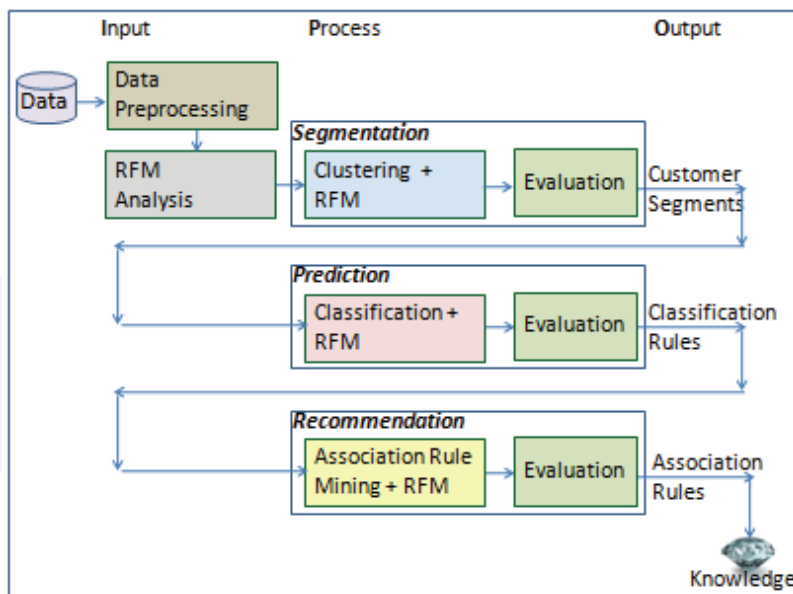 Input Process Output
Data
Data
Preprocessing
RFM
Analysis
Segmentation
Clustering +
RFM
Evaluation
Customer
Segments
Prediction
Classification +
RFM
Evaluation
Classification
Rules
Recommendation
Association Rule
Mining + RFM
Evaluation
Association
Rules
Knowledge